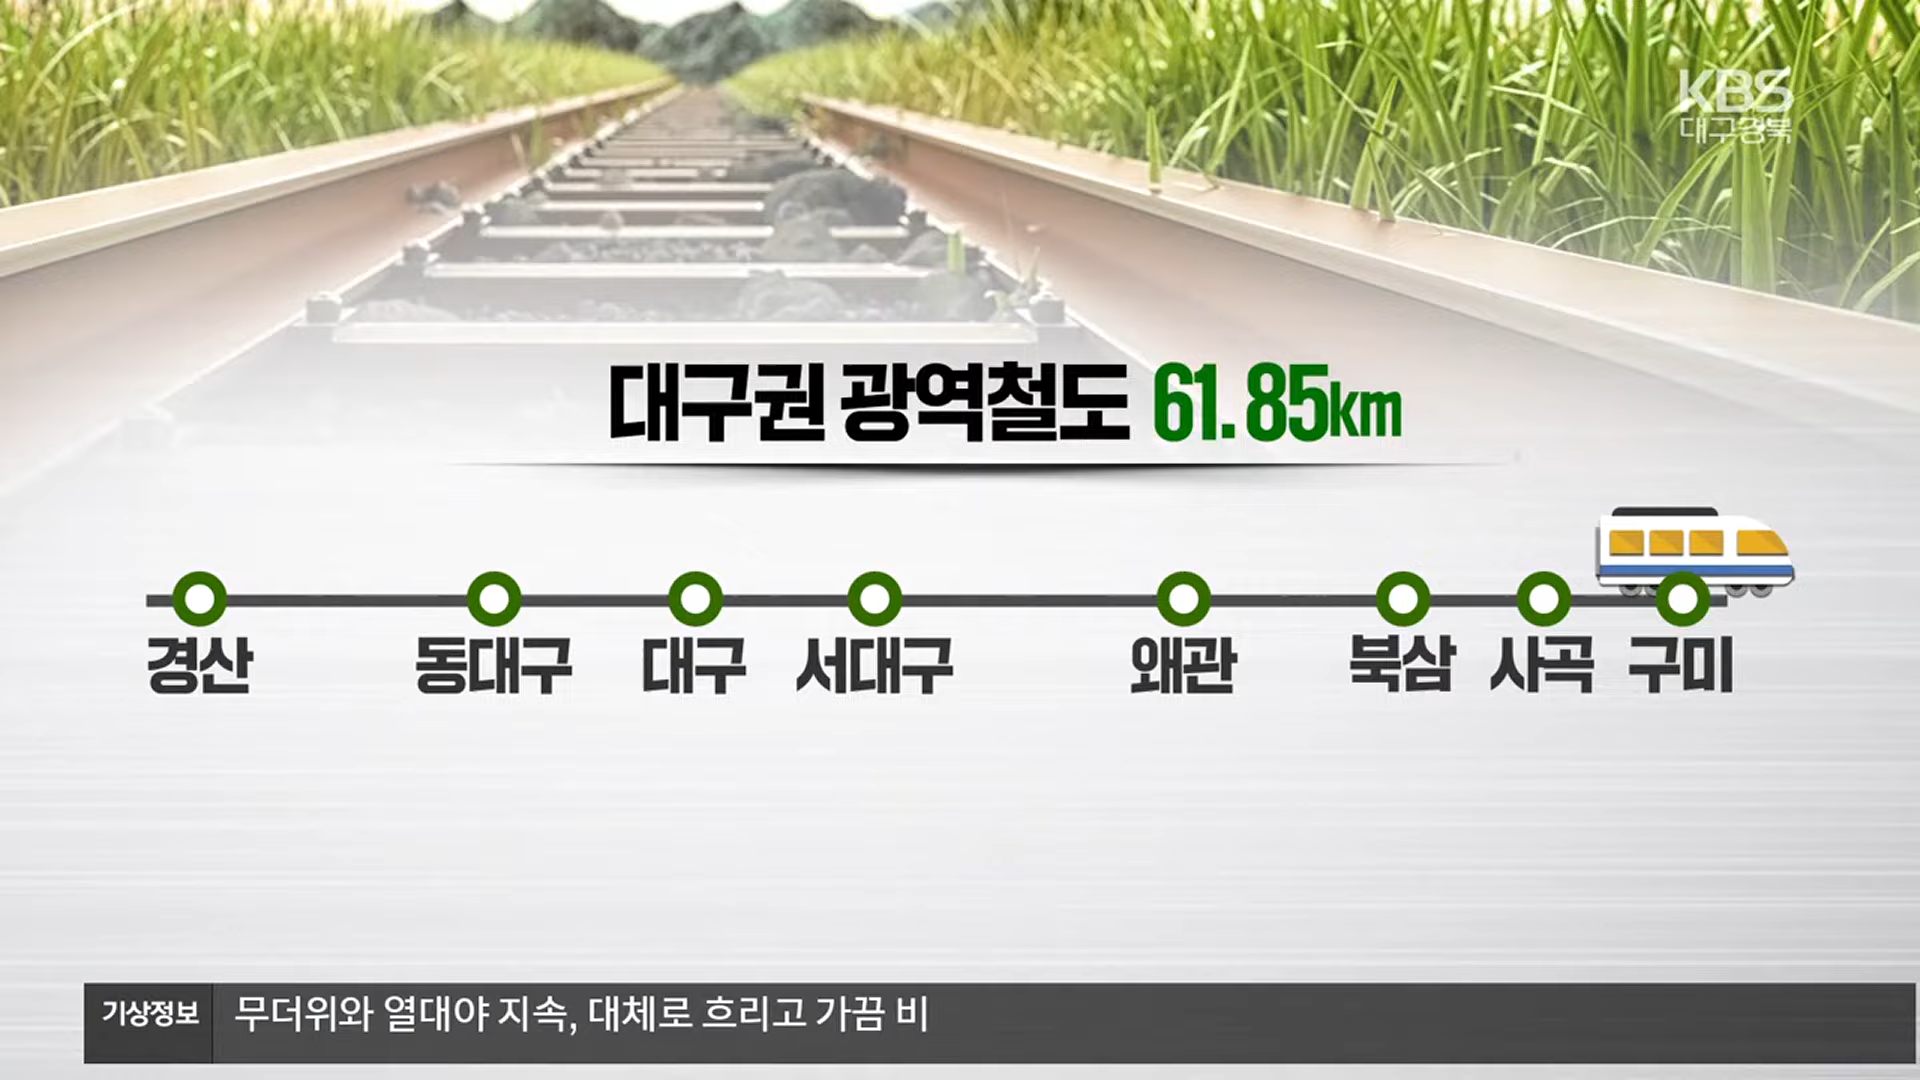 KBS
대구경북
대구권 광역철도 61.85km
경산 동대구 대구 서대구 왜관 북삼 사곡 구미
기상정보 무더위와 열대야 지속, 대체로 흐리고 가끔 비